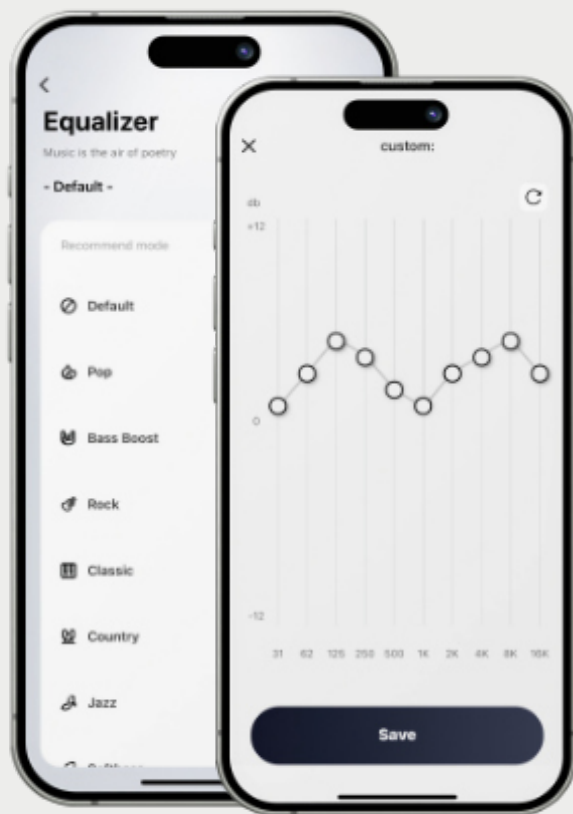 Equalizer
Music is the air of poetry
- Default -
Recommend mode
Default
Pop
Bass Boost
Rock
Classic
Country
Jazz
custom:
db
+12
0
-12
31 62 125 250 500 1K 2K 4K 8K 16K
Save